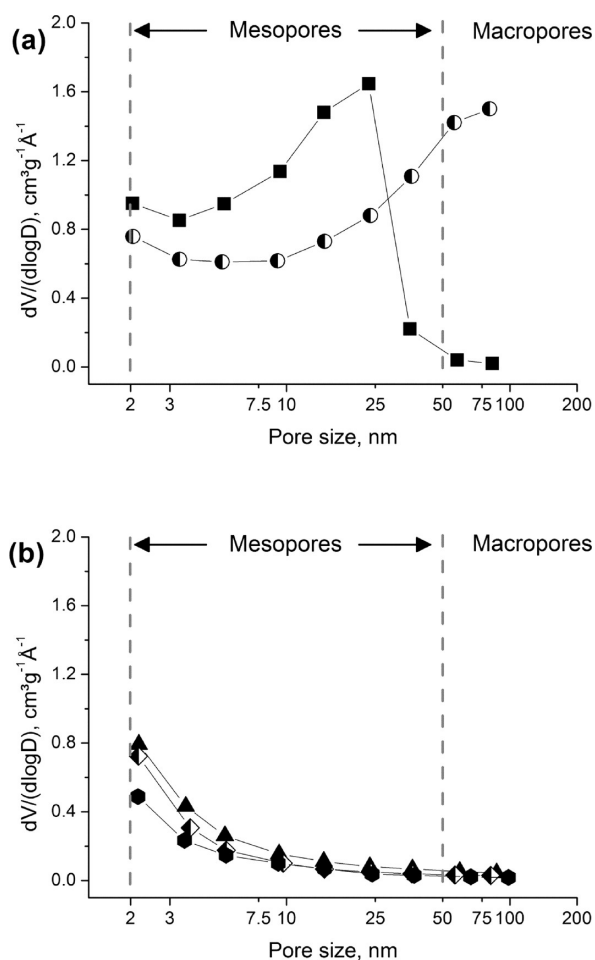 (a)
Mesopores Macropores
2.0
1.6
1.2
0.8
0.4
0.0
dV/(dlogD), cm³g⁻¹Å⁻¹
2 3 7.5 10 25 50 75 100 200
Pore size, nm
(b)
Mesopores Macropores
2.0
1.6
1.2
0.8
0.4
0.0
dV/(dlogD), cm³g⁻¹Å⁻¹
2 3 7.5 10 25 50 75 100 200
Pore size, nm